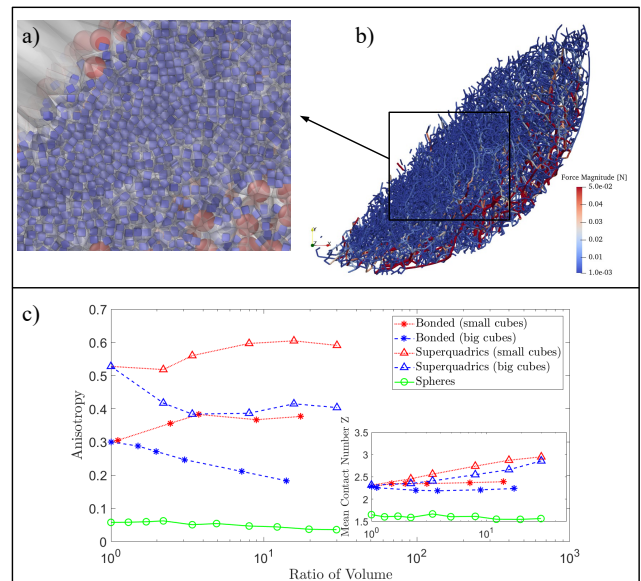 a)
b)
Force Magnitude [N]
5.0e-02
0.04
0.03
0.02
0.01
1.0e-03
Y
Z
X
c)
0.7
0.6
0.5
0.4
0.3
0.2
0.1
0
Anisotropy
Bonded (small cubes)
Bonded (big cubes)
Superquadrics (small cubes)
Superquadrics (big cubes)
Spheres
Mean Contact Number Z
3.5
3
2.5
2
1.5
10^0
10^1
10^0
10^1
10^2
10^3
Ratio of Volume